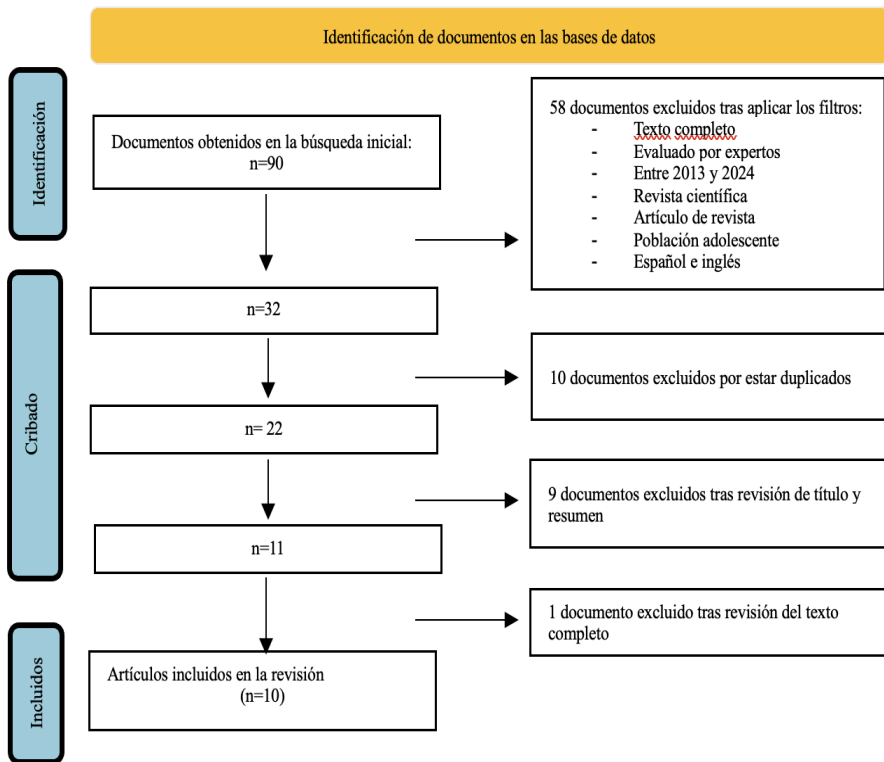 Identificación de documentos en las bases de datos
Identificación
Documentos obtenidos en la búsqueda inicial:
n=90
58 documentos excluidos tras aplicar los filtros:
- Texto completo
- Evaluado por expertos
- Entre 2013 y 2024
- Revista científica
- Artículo de revista
- Población adolescente
- Español e inglés
Cribado
n=32
10 documentos excluidos por estar duplicados
n= 22
9 documentos excluidos tras revisión de título y
resumen
n=11
1 documento excluido tras revisión del texto
completo
Incluidos
Artículos incluidos en la revisión
(n=10)